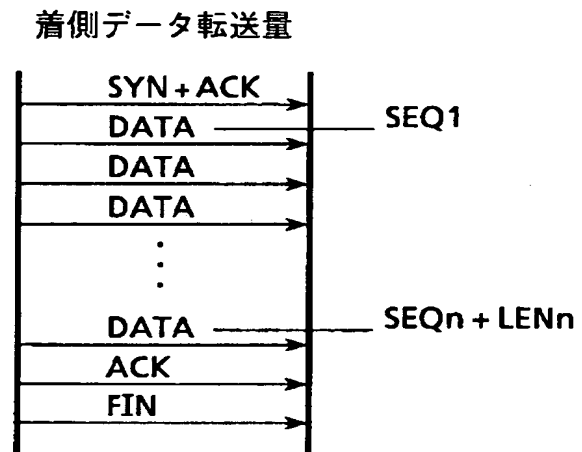 着側データ転送量
SYN+ACK
DATA
SEQ1
DATA
DATA
DATA
SEQn+LENn
ACK
FIN